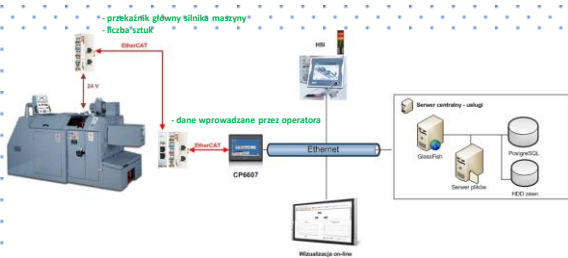 - przekaźnik główny silnika maszyny
- liczba sztuk
EtherCAT
24 V
- dane wprowadzane przez operatora
EtherCAT
CP6607
HBI
Ethernet
Serwer centralny - usługi
GlassFish
Serwer plików
PostgreSQL
HDD zewn.
Wizualizacja on-line